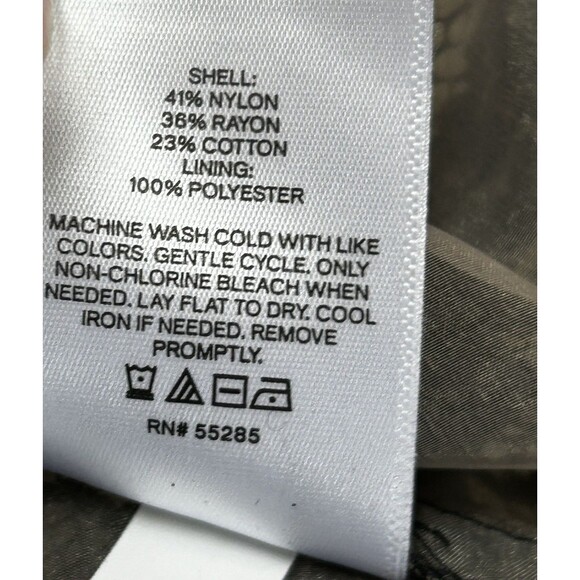 SHELL:
41% NYLON
36% RAYON
23% COTTON
LINING:
100% POLYESTER
MACHINE WASH COLD WITH LIKE
COLORS. GENTLE CYCLE. ONLY
NON-CHLORINE BLEACH WHEN
NEEDED. LAY FLAT TO DRY. COOL
IRON IF NEEDED. REMOVE
PROMPTLY.
RN# 55285